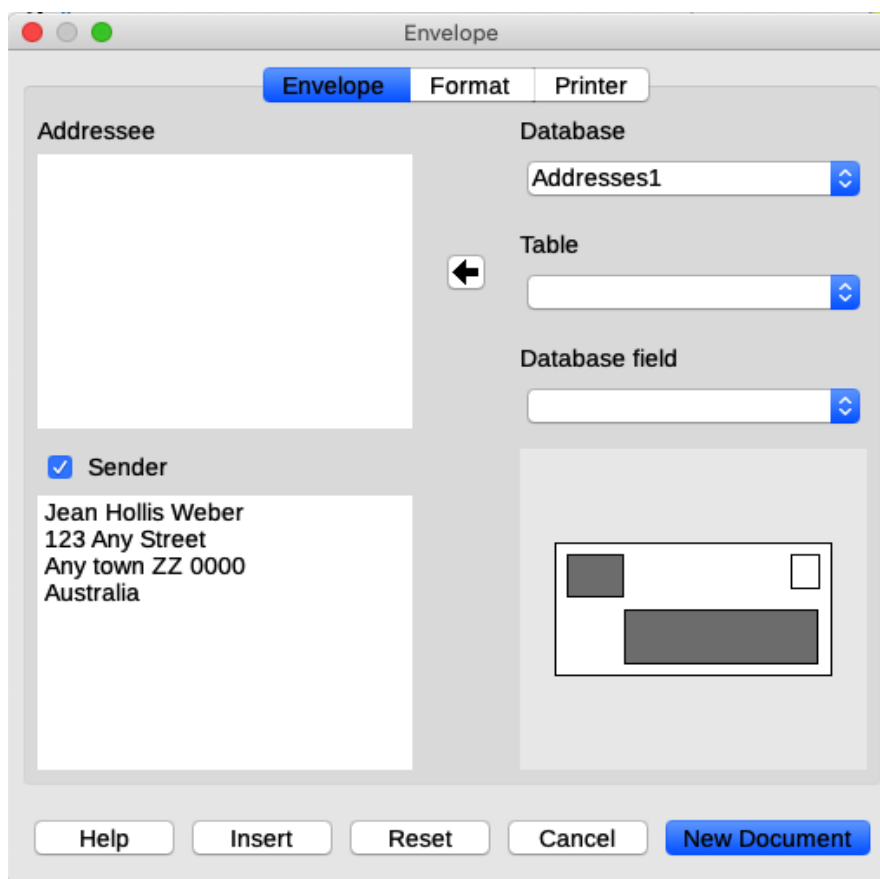 Envelope
Envelope Format Printer
Addressee
Database
Addresses1
Table
Database field
Sender
Jean Hollis Weber
123 Any Street
Any town ZZ 0000
Australia
Help Insert Reset Cancel New Document